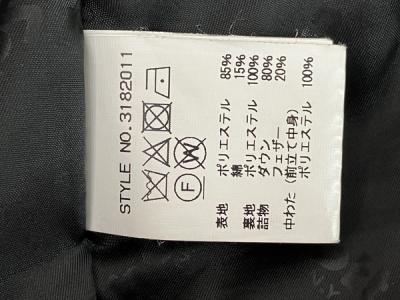 STYLE NO.3182011
F W
表地 ポリエステル 85%
綿 15%
裏地 ポリエステル 100%
詰物 ダウン 80%
フェザー 20%
中わた(前立て中身)
ポリエステル 100%